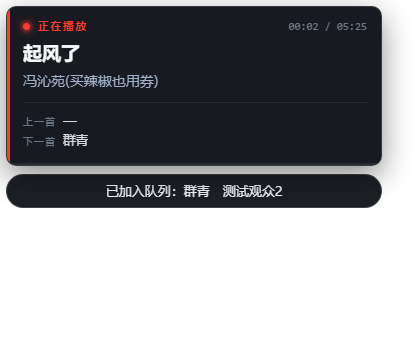 正在播放 00:02 / 05:25
起风了
冯沁苑(买辣椒也用券)
上一首 —
下一首 群青
已加入队列：群青 测试观众2